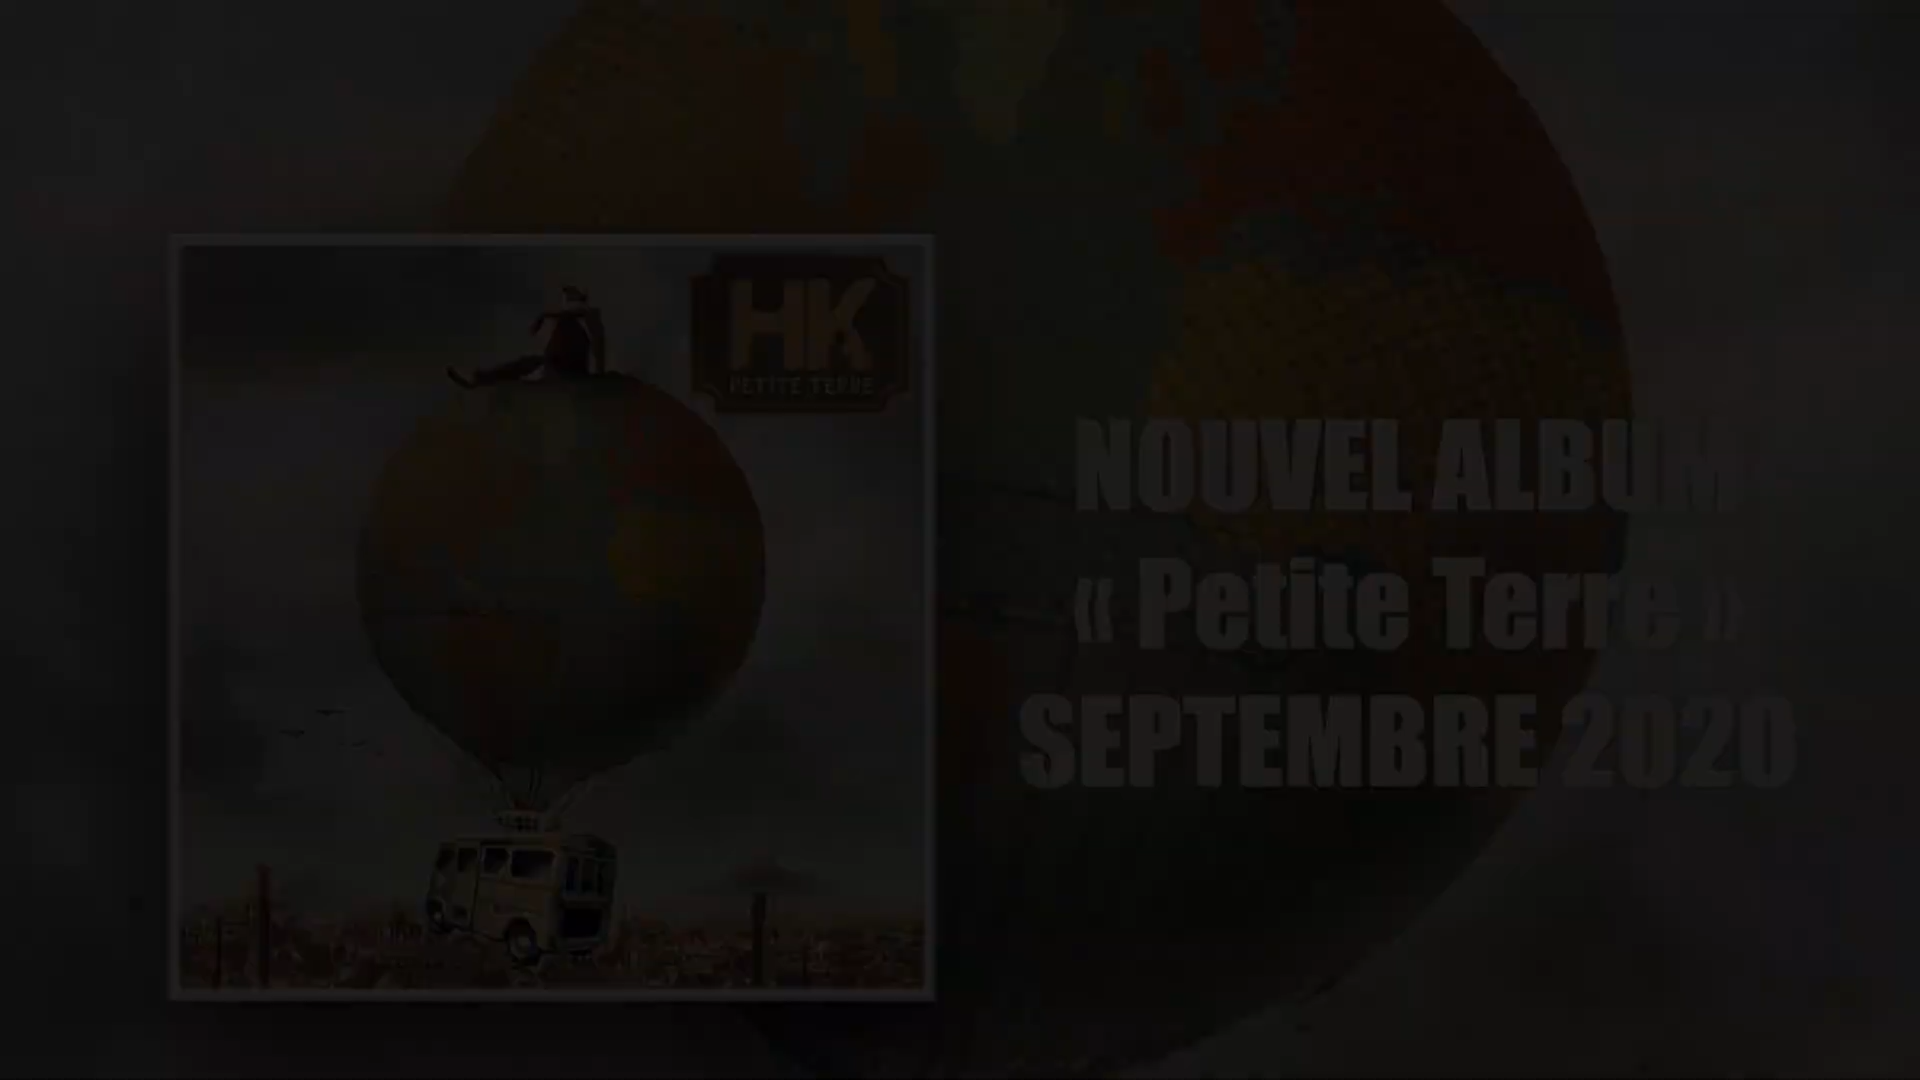 HK
PETITE TERRE
NOUVEL ALBUM
« Petite Terre »
SEPTEMBRE 2020